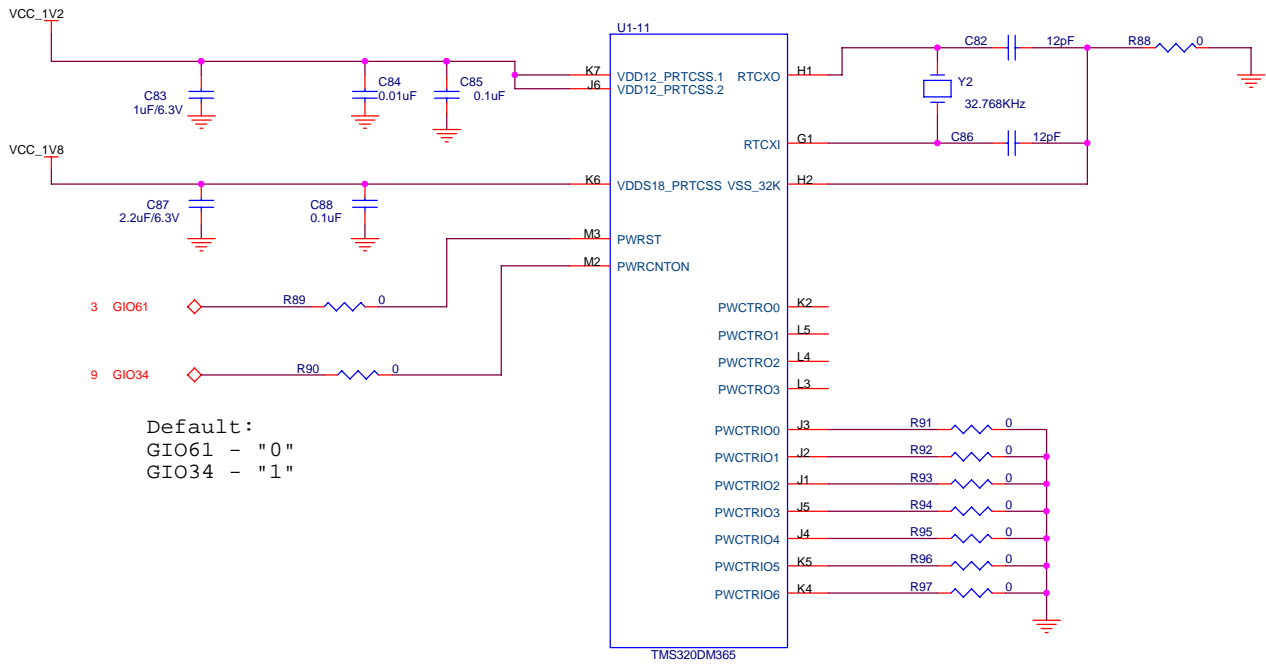 VCC_1V2
U1-11
C82 12pF R88 0
K7 VDD12_PRTCSS.1 RTCXO H1
J6 VDD12_PRTCSS.2
C83
1uF/6.3V
C84
0.01uF
C85
0.1uF
Y2
32.768KHz
C86 12pF
RTCXI G1
VCC_1V8
K6 VDDS18_PRTCSS VSS_32K H2
C87
2.2uF/6.3V
C88
0.1uF
M3 PWRST
M2 PWRCNTON
3 GIO61 R89 0
9 GIO34 R90 0
PWCTRO0 K2
PWCTRO1 L5
PWCTRO2 L4
PWCTRO3 L3
Default:
GIO61 - "0"
GIO34 - "1"
PWCTRIO0 J3 R91 0
PWCTRIO1 J2 R92 0
PWCTRIO2 J1 R93 0
PWCTRIO3 J5 R94 0
PWCTRIO4 J4 R95 0
PWCTRIO5 K5 R96 0
PWCTRIO6 K4 R97 0
TMS320DM365